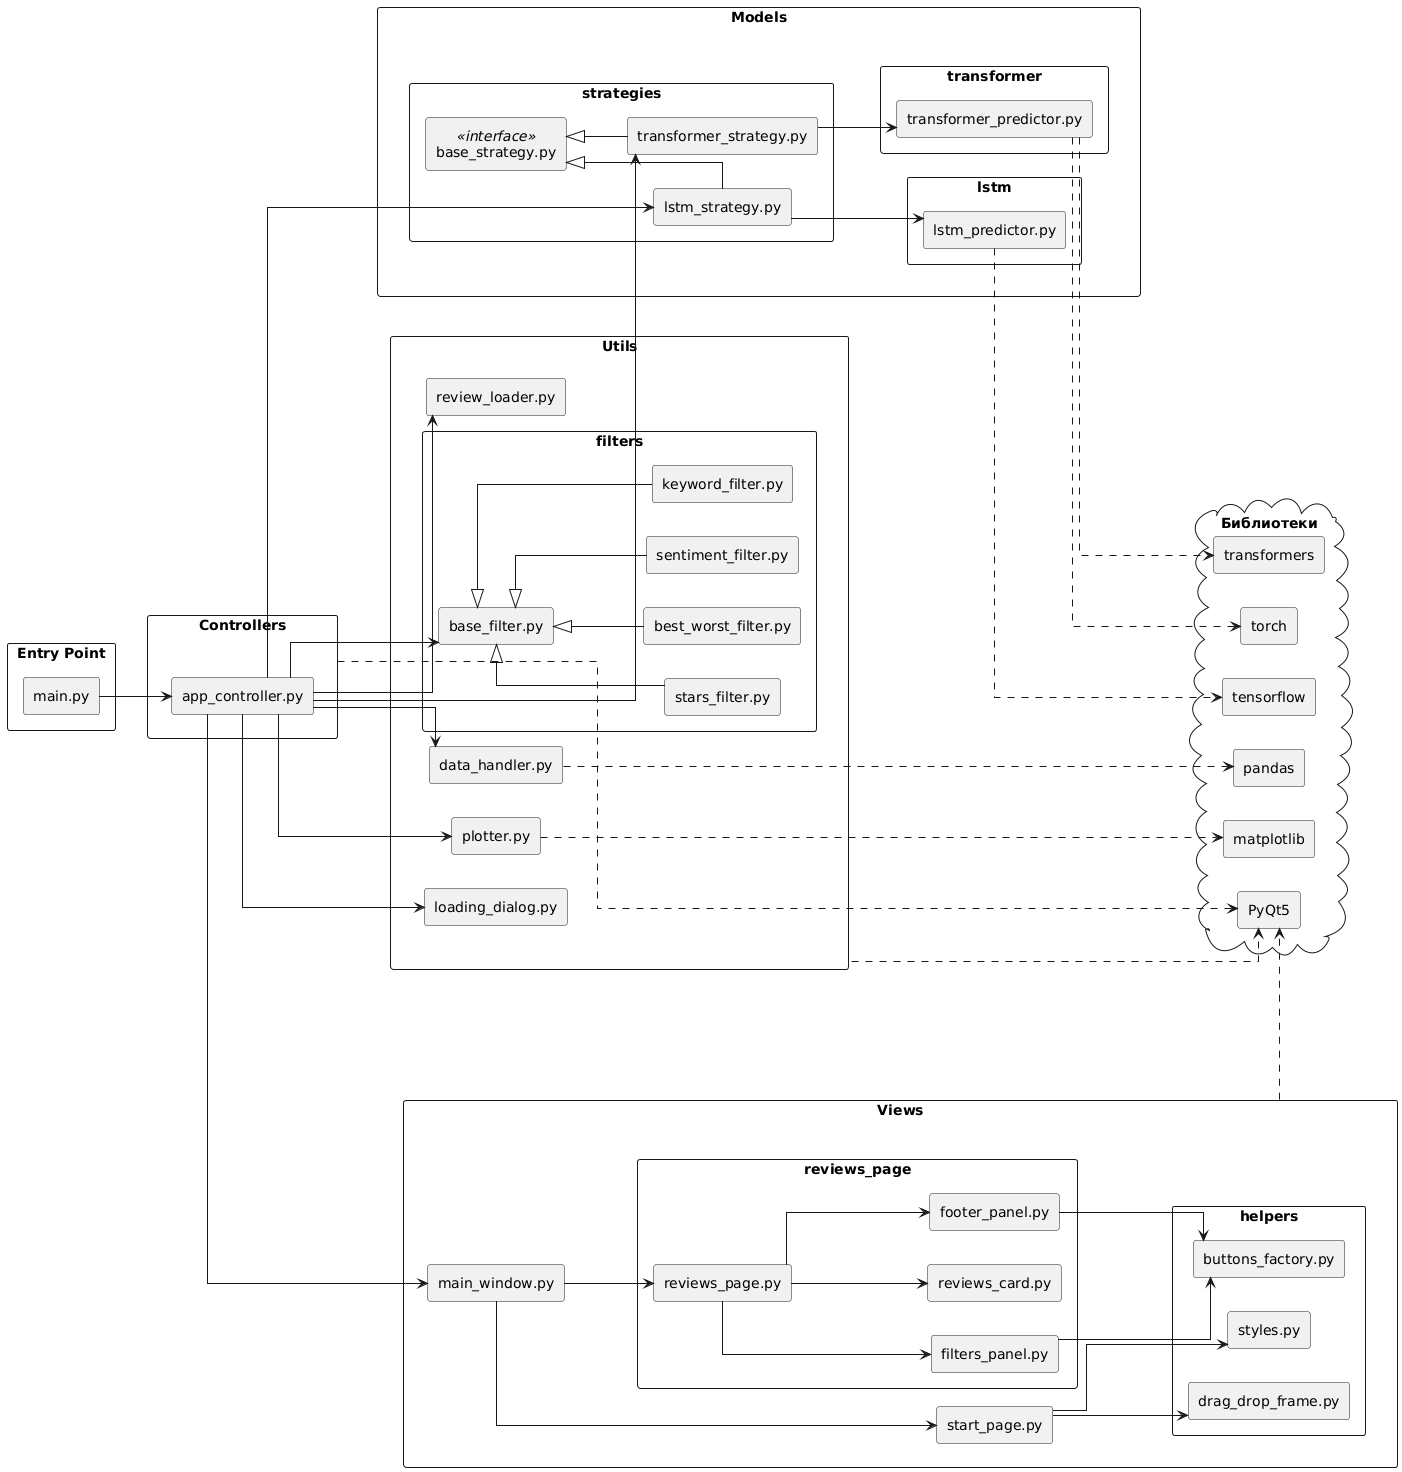 Models
strategies
«interface»
base_strategy.py
transformer_strategy.py
lstm_strategy.py
transformer
transformer_predictor.py
lstm
lstm_predictor.py
Utils
review_loader.py
filters
keyword_filter.py
sentiment_filter.py
base_filter.py
best_worst_filter.py
stars_filter.py
data_handler.py
plotter.py
loading_dialog.py
Entry Point
main.py
Controllers
app_controller.py
Библиотеки
transformers
torch
tensorflow
pandas
matplotlib
PyQt5
Views
main_window.py
reviews_page
reviews_page.py
footer_panel.py
reviews_card.py
filters_panel.py
start_page.py
helpers
buttons_factory.py
styles.py
drag_drop_frame.py